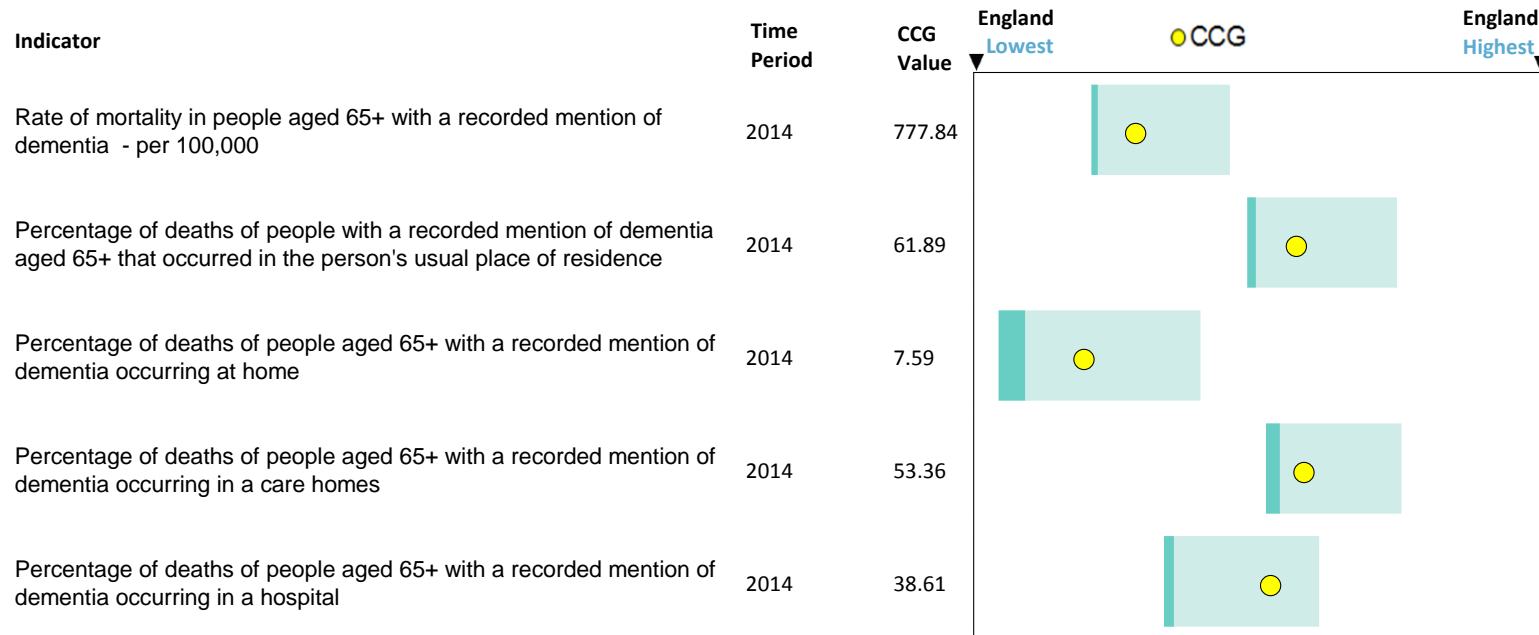 Indicator
Time Period
CCG Value
England Lowest
CCG
England Highest
Rate of mortality in people aged 65+ with a recorded mention of
dementia - per 100,000
2014
777.84
Percentage of deaths of people with a recorded mention of dementia
aged 65+ that occurred in the person's usual place of residence
2014
61.89
Percentage of deaths of people aged 65+ with a recorded mention of
dementia occurring at home
2014
7.59
Percentage of deaths of people aged 65+ with a recorded mention of
dementia occurring in a care homes
2014
53.36
Percentage of deaths of people aged 65+ with a recorded mention of
dementia occurring in a hospital
2014
38.61